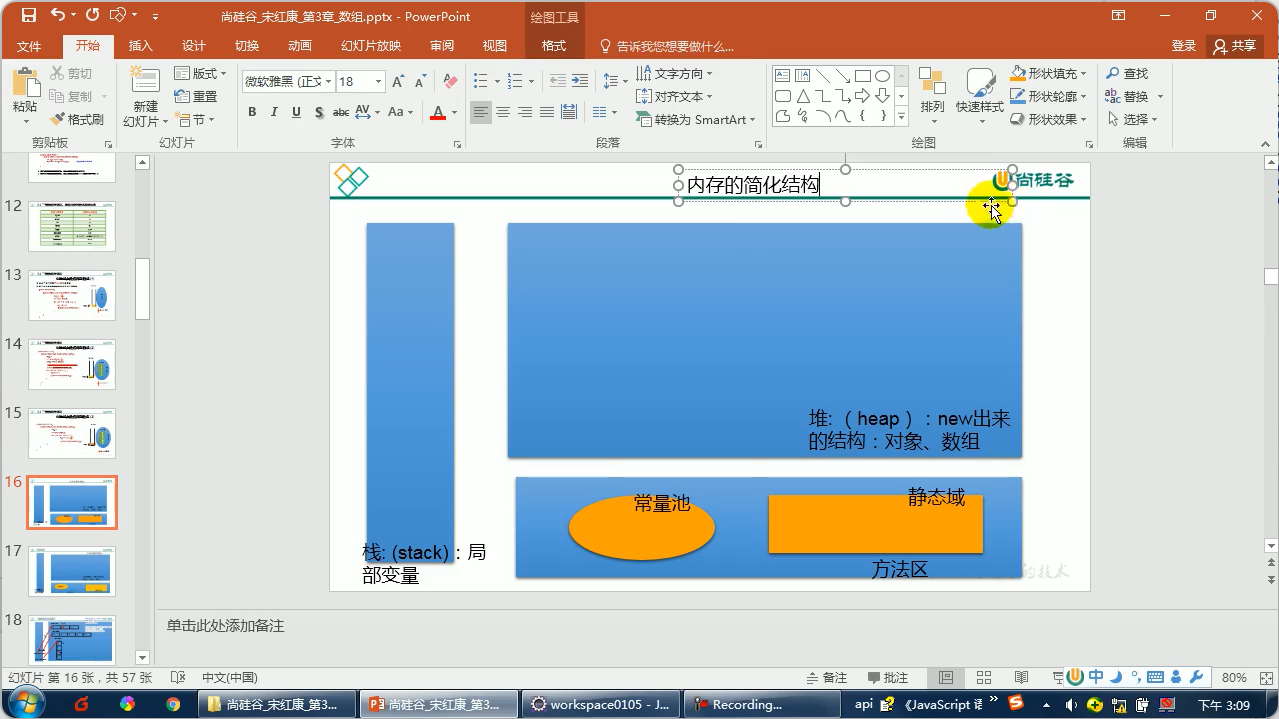 尚硅谷_宋红康_第3章_数组.pptx - PowerPoint
绘图工具
文件
开始
插入
设计
切换
动画
幻灯片放映
审阅
视图
格式
告诉我您想要做什么...
登录
共享
粘贴
剪切
复制
格式刷
剪贴板
新建
幻灯片
版式
重置
节
幻灯片
微软雅黑 (正文)
18
B I U S abc AV Aa A
字体
文字方向
对齐文本
转换为 SmartArt
段落
排列
快速样式
形状填充
形状轮廓
形状效果
绘图
查找
替换
选择
编辑
12
13
14
15
16
17
18
内存的简化结构
尚硅谷
堆:（heap）：new出来
的结构：对象、数组
常量池
静态域
方法区
的技术
栈: (stack)：局
部变量
单击此处添加备注
幻灯片 第 16 张，共 57 张
中文(中国)
备注
批注
中
80%
尚硅谷_宋红康_第3...
尚硅谷_宋红康_第3...
workspace0105 - J...
Recording...
api
《JavaScript 语
下午 3:09